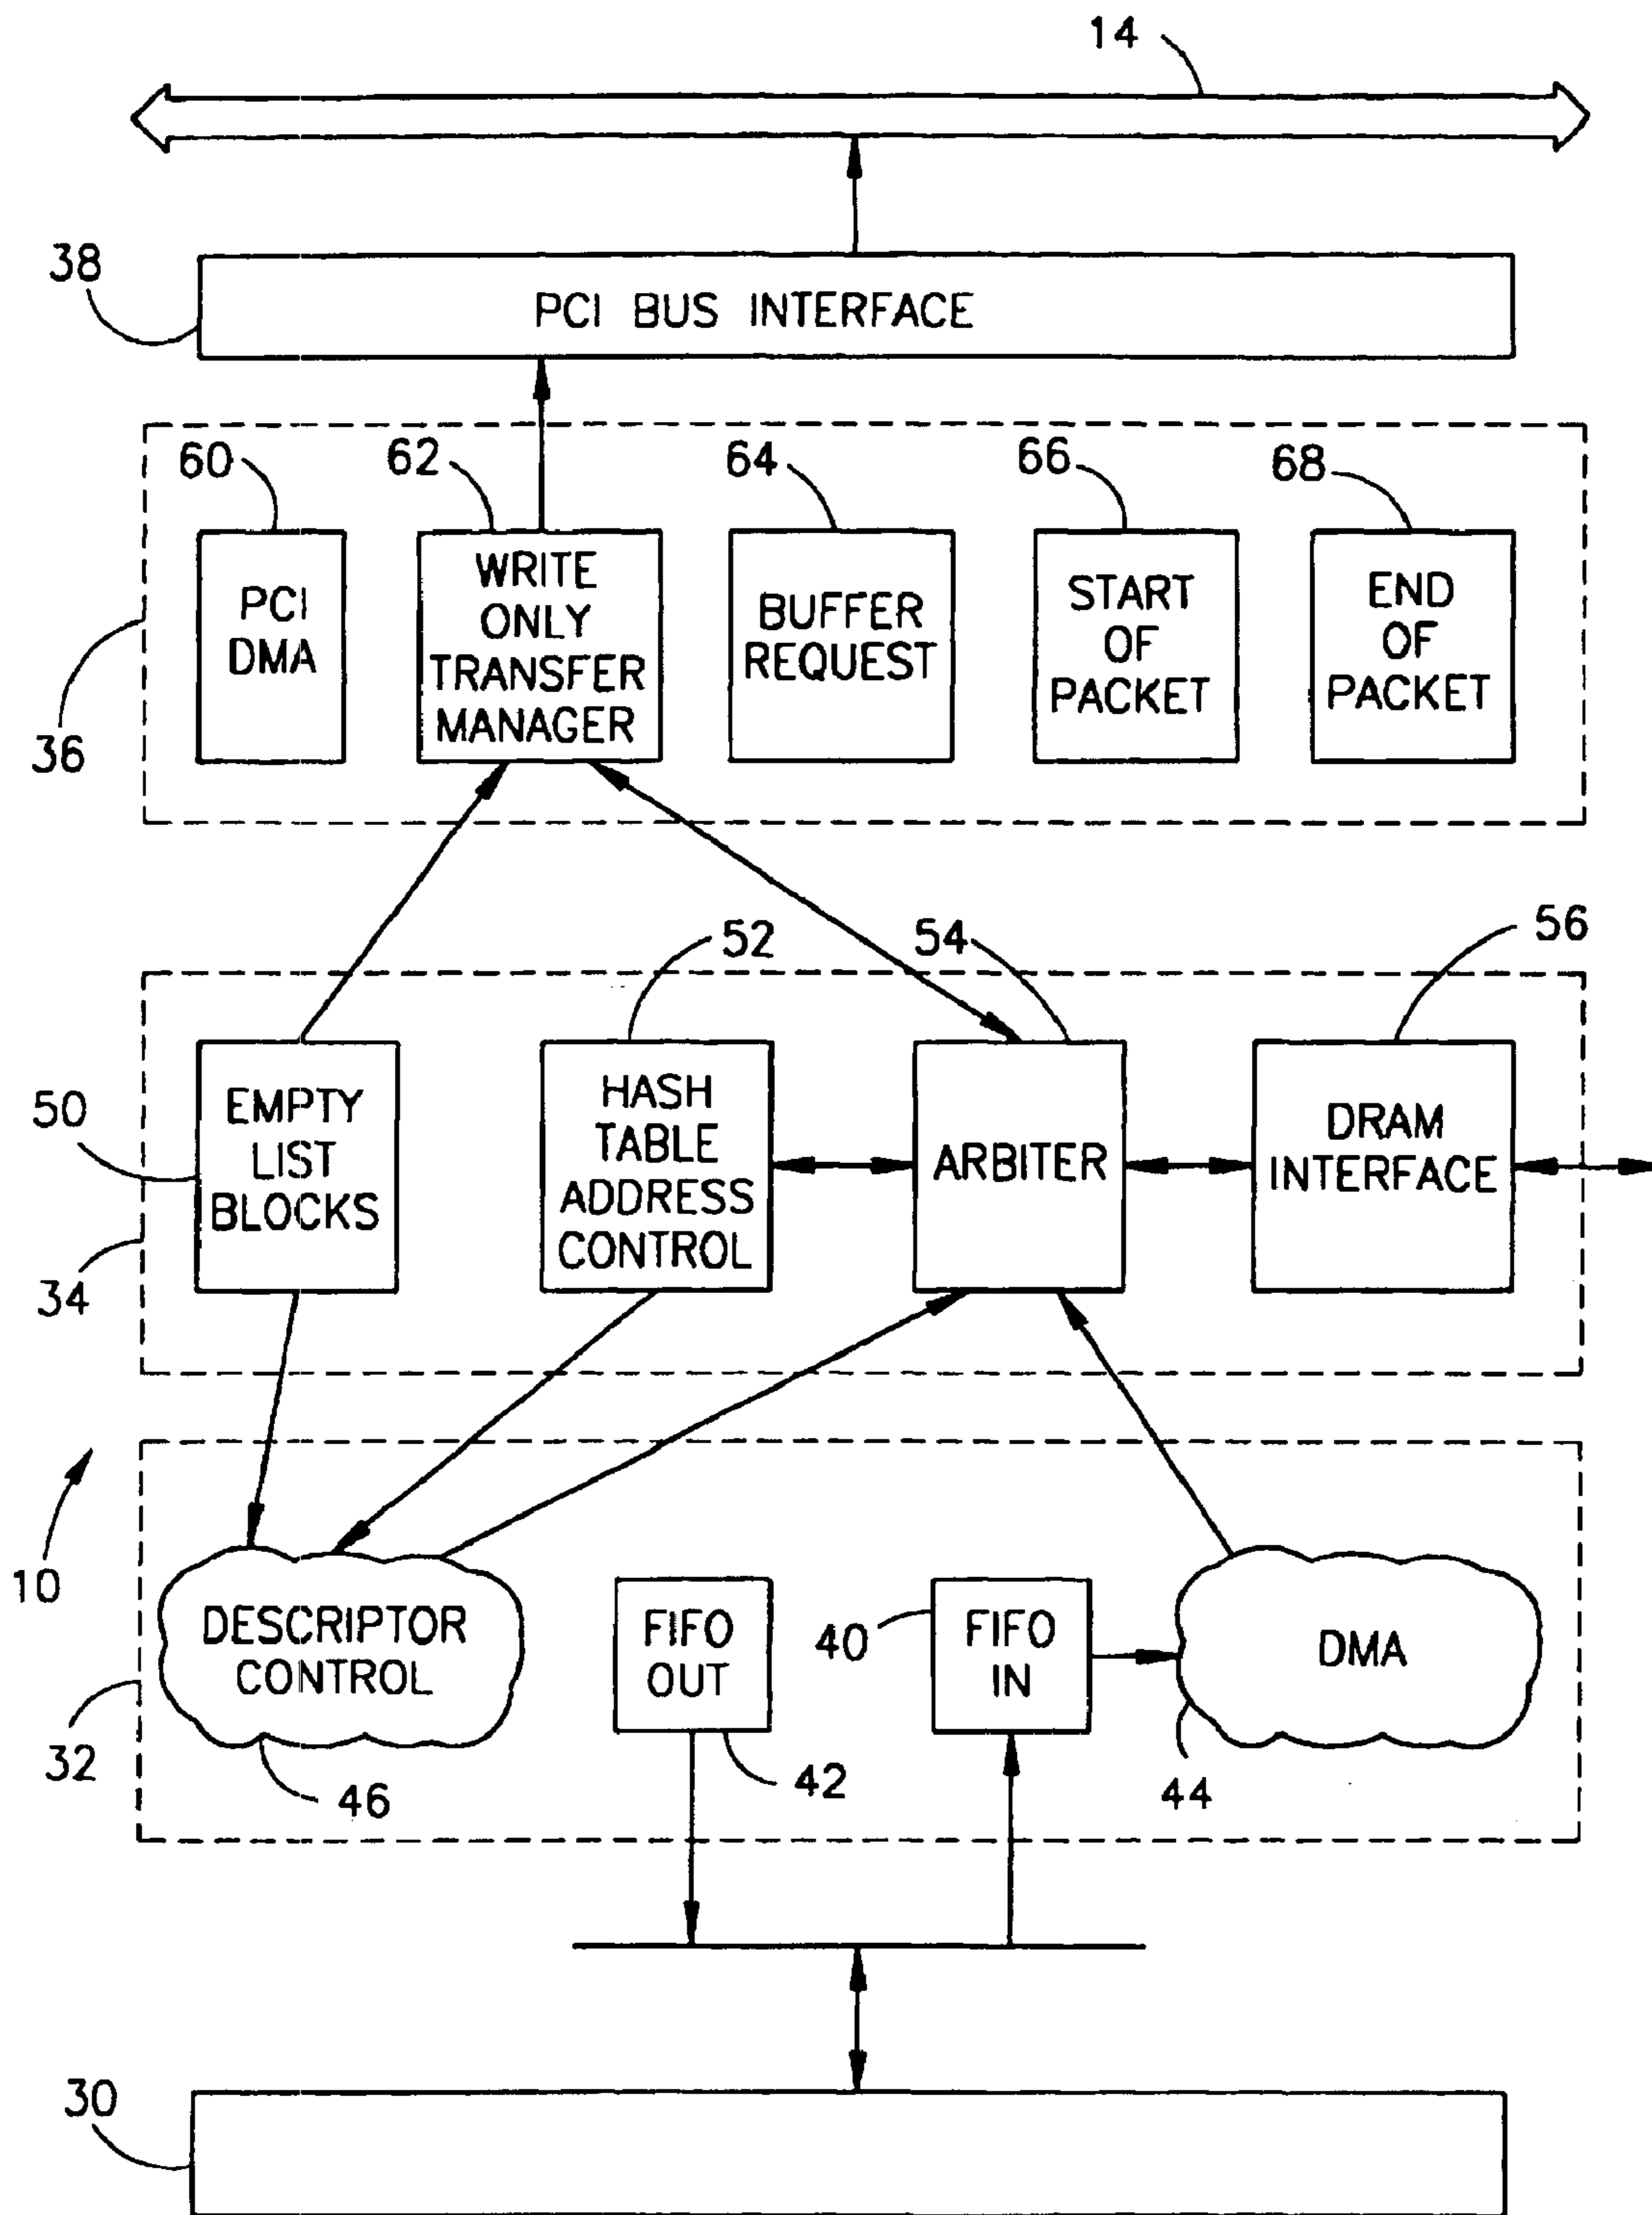 14
38
PCI BUS INTERFACE
60
62
64
66
68
PCI
DMA
WRITE
ONLY
TRANSFER
MANAGER
BUFFER
REQUEST
START
OF
PACKET
END
OF
PACKET
36
52
54
56
50
EMPTY
LIST
BLOCKS
HASH
TABLE
ADDRESS
CONTROL
ARBITER
DRAM
INTERFACE
34
10
DESCRIPTOR
CONTROL
FIFO
OUT
40
FIFO
IN
DMA
32
46
42
44
30